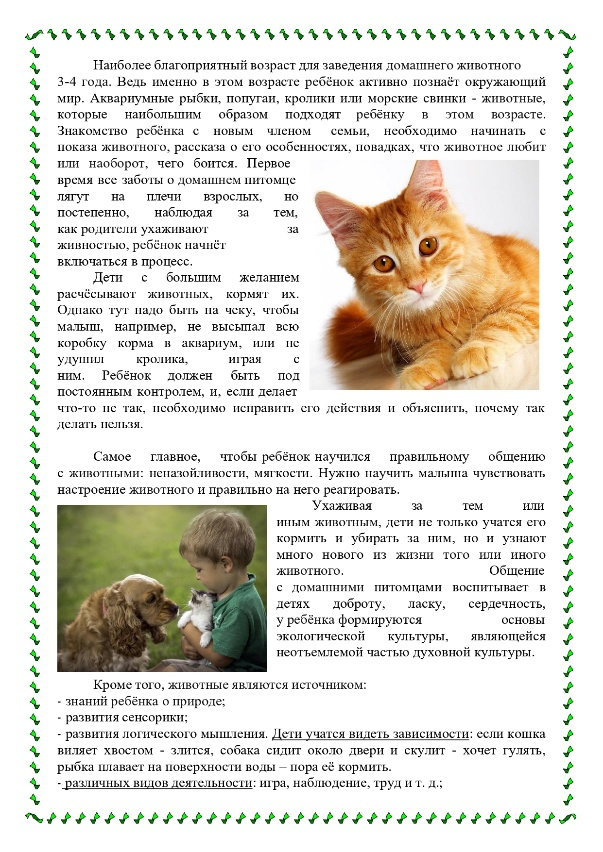 Наиболее благоприятный возраст для заведения домашнего животного
3-4 года. Ведь именно в этом возрасте ребёнок активно познаёт окружающий
мир. Аквариумные рыбки, попугаи, кролики или морские свинки - животные,
которые наибольшим образом подходят ребёнку в этом возрасте.
Знакомство ребёнка с новым членом семьи, необходимо начинать с
показа животного, рассказа о его особенностях, повадках, что животное любит
или наоборот, чего боится. Первое
время все заботы о домашнем питомце
лягут на плечи взрослых, но
постепенно, наблюдая за тем,
как родители ухаживают за
живностью, ребёнок начнёт
включаться в процесс.
Дети с большим желанием
расчёсывают животных, кормят их.
Однако тут надо быть на чеку, чтобы
малыш, например, не высыпал всю
коробку корма в аквариум, или не
удушил кролика, играя с
ним. Ребёнок должен быть под
постоянным контролем, и, если делает
что-то не так, необходимо исправить его действия и объяснить, почему так
делать нельзя.
Самое главное, чтобы ребёнок научился правильному общению
с животными: неназойливости, мягкости. Нужно научить малыша чувствовать
настроение животного и правильно на него реагировать.
Ухаживая за тем или
иным животным, дети не только учатся его
кормить и убирать за ним, но и узнают
много нового из жизни того или иного
животного. Общение
с домашними питомцами воспитывает в
детях доброту, ласку, сердечность,
у ребёнка формируются основы
экологической культуры, являющейся
неотъемлемой частью духовной культуры.
Кроме того, животные являются источником:
- знаний ребёнка о природе;
- развития сенсорики;
- развития логического мышления. Дети учатся видеть зависимости: если кошка
виляет хвостом - злится, собака сидит около двери и скулит - хочет гулять,
рыбка плавает на поверхности воды – пора её кормить.
- различных видов деятельности: игра, наблюдение, труд и т. д.;